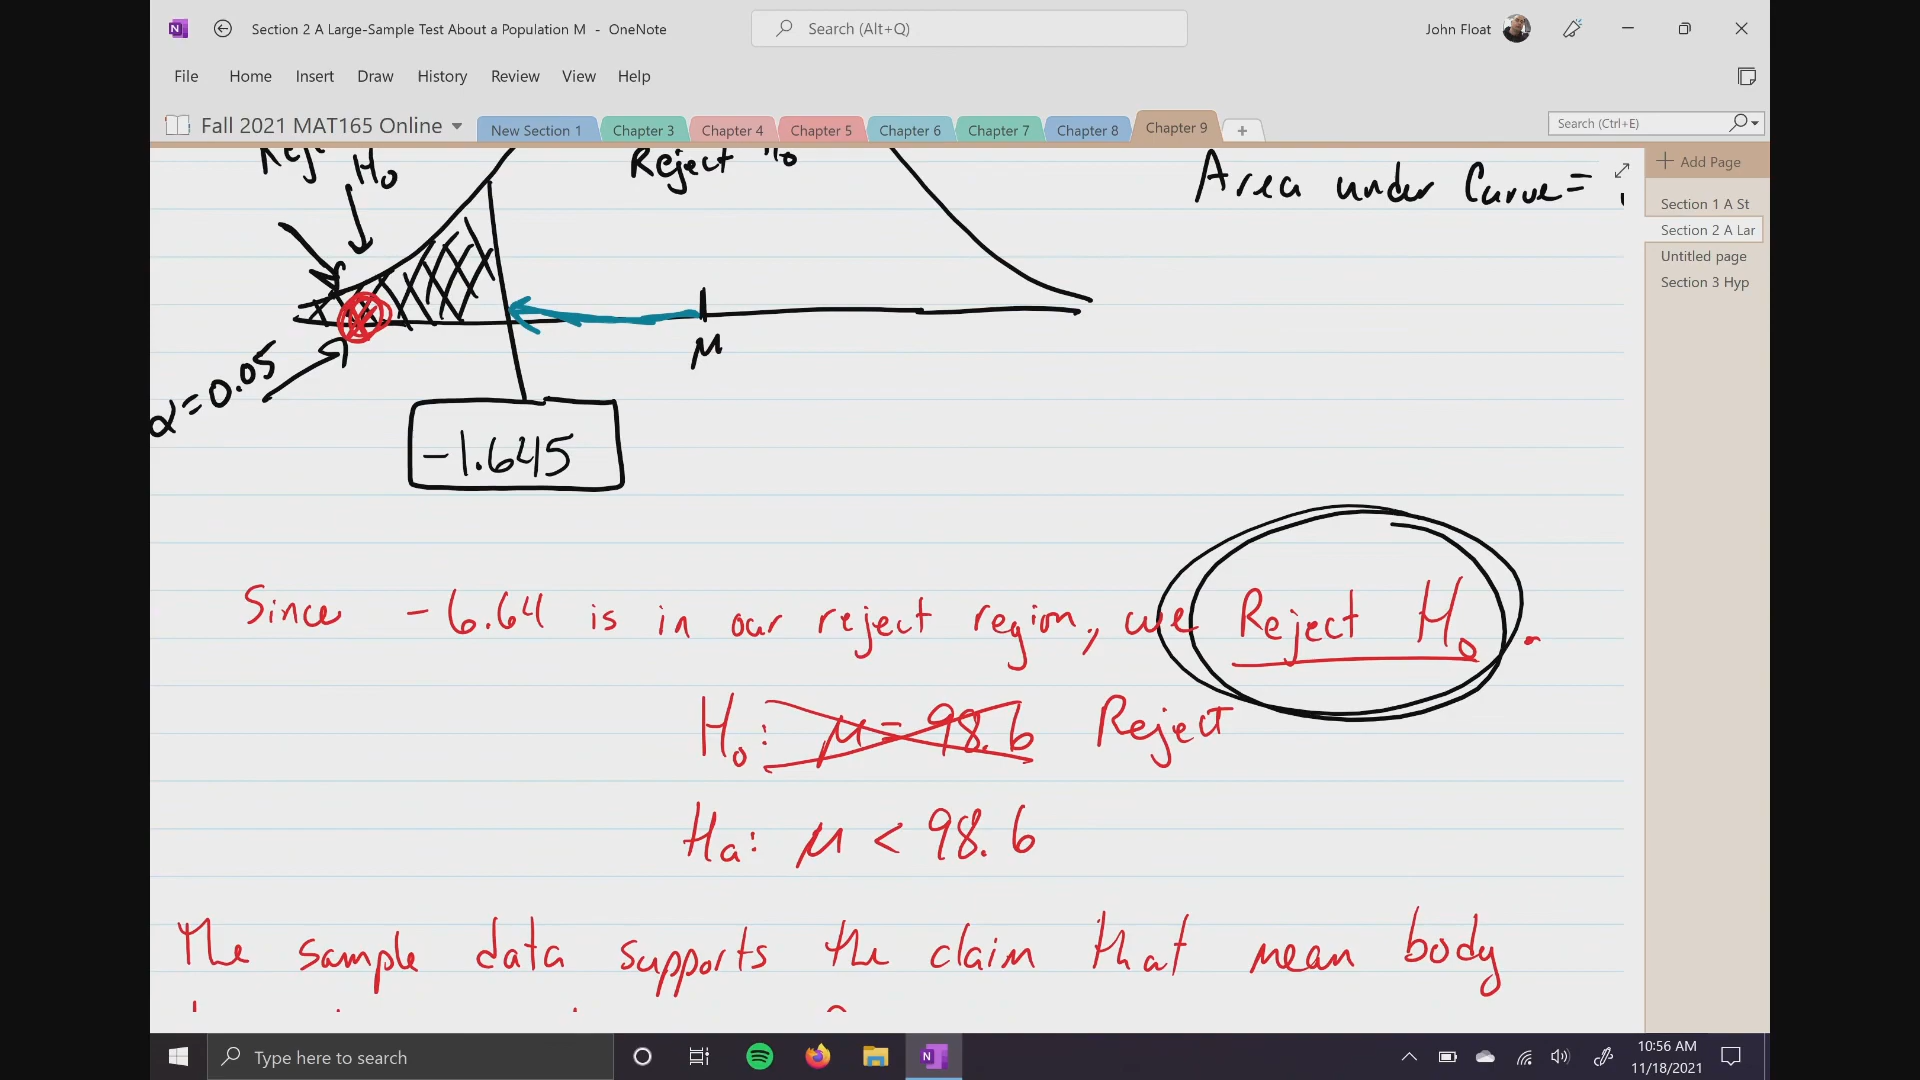 Section 2 A Large-Sample Test About a Population M - OneNote
Search (Alt+Q)
John Float
File Home Insert Draw History Review View Help
Fall 2021 MAT165 Online
New Section 1 Chapter 3 Chapter 4 Chapter 5 Chapter 6 Chapter 7 Chapter 8 Chapter 9 +
Search (Ctrl+E)
Add Page
Section 1 A St
Section 2 A Lar
Untitled page
Section 3 Hyp
H₀
Reject H₀
Area under Curve =
μ
α = 0.05
-1.645
Since -6.64 is in our reject region, we Reject H₀.
H₀: μ = 98.6 Reject
Hₐ: μ < 98.6
The sample data supports the claim that mean body
Type here to search
10:56 AM
11/18/2021